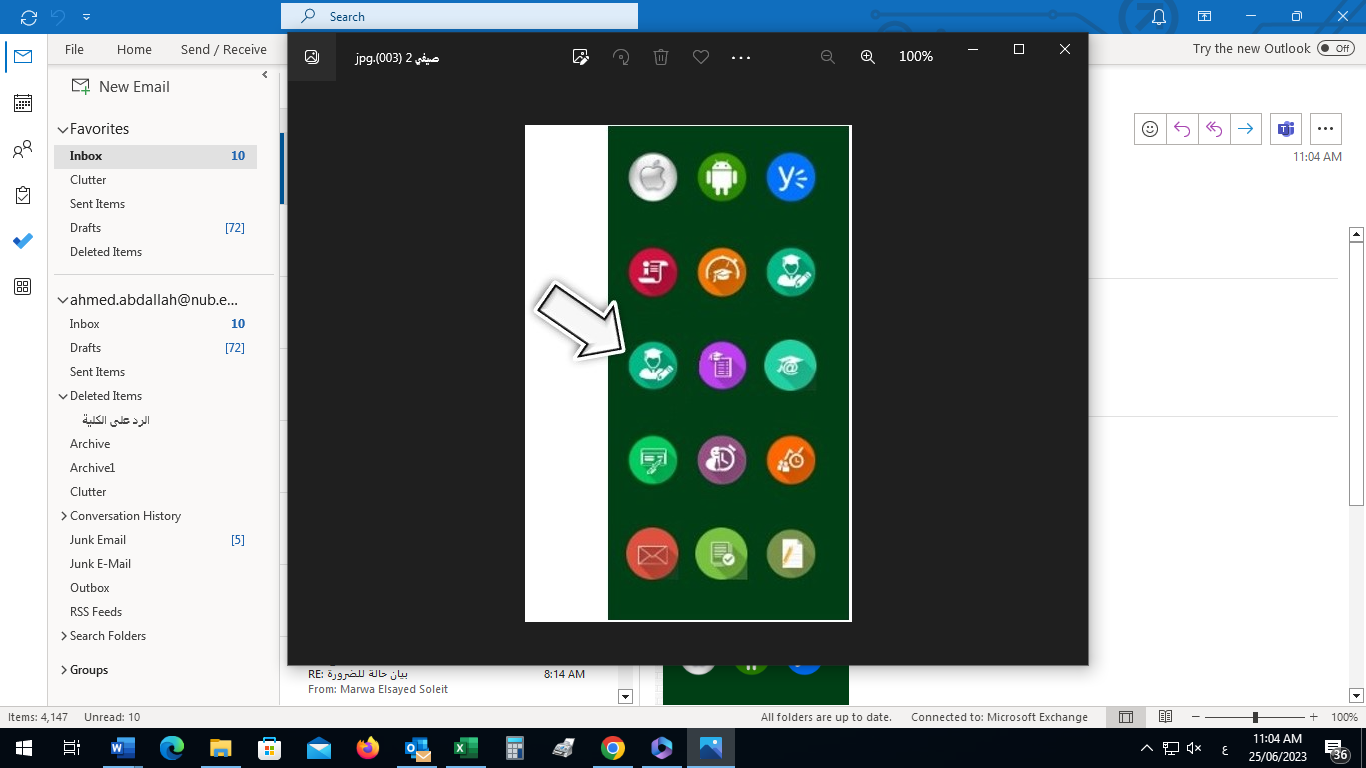 Search
File Home Send / Receive
Try the new Outlook Off
jpg.(003) 2 صيفي
100%
New Email
11:04 AM
Favorites
Inbox 10
Clutter
Sent Items
Drafts [72]
Deleted Items
ahmed.abdallah@nub.e...
Inbox 10
Drafts [72]
Sent Items
Deleted Items
الرد على الكلية
Archive
Archive1
Clutter
Conversation History
Junk Email [5]
Junk E-Mail
Outbox
RSS Feeds
Search Folders
Groups
RE: بيان حالة للضرورة 8:14 AM
From: Marwa Elsayed Soleit
Items: 4,147 Unread: 10 All folders are up to date. Connected to: Microsoft Exchange 100%
ع 11:04 AM
25/06/2023 36